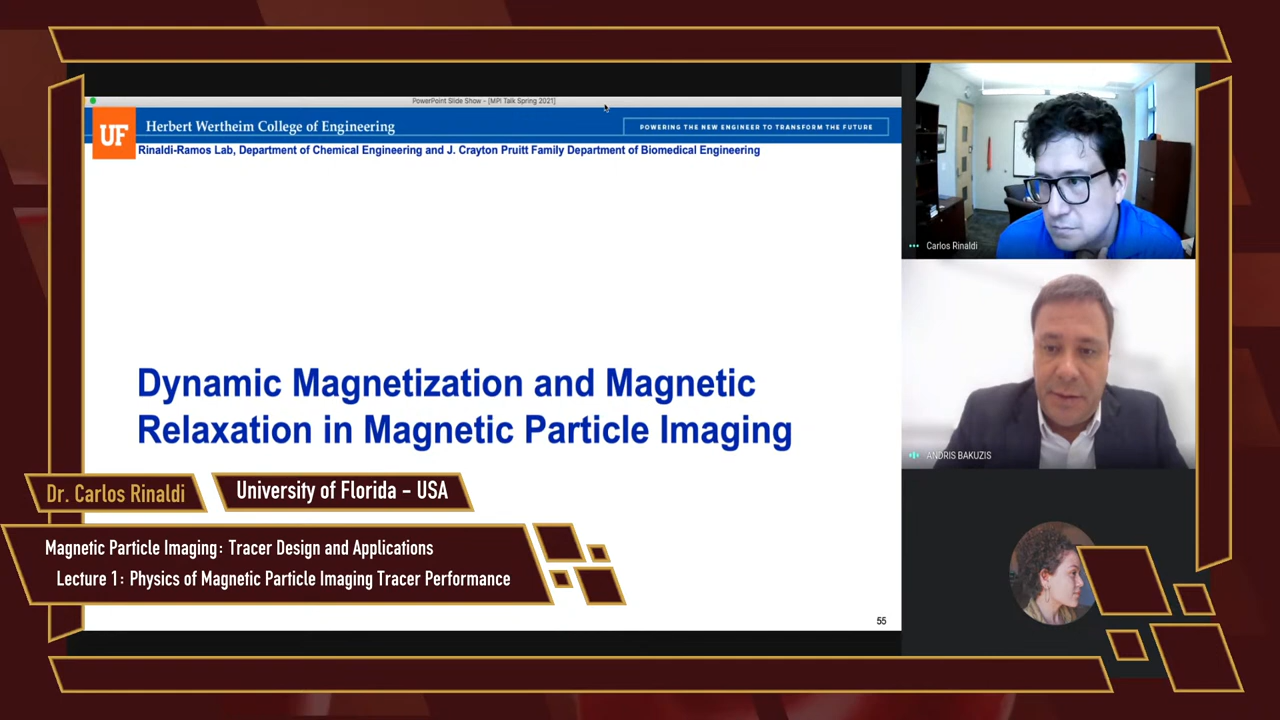 PowerPoint Slide Show - [MPI Talk Spring 2021]
UF
Herbert Wertheim College of Engineering
POWERING THE NEW ENGINEER TO TRANSFORM THE FUTURE
Rinaldi-Ramos Lab, Department of Chemical Engineering and J. Crayton Pruitt Family Department of Biomedical Engineering
Carlos Rinaldi
Dynamic Magnetization and Magnetic
Relaxation in Magnetic Particle Imaging
ANDRIS BAKUZIS
Dr. Carlos Rinaldi
University of Florida - USA
Magnetic Particle Imaging: Tracer Design and Applications
Lecture 1: Physics of Magnetic Particle Imaging Tracer Performance
55